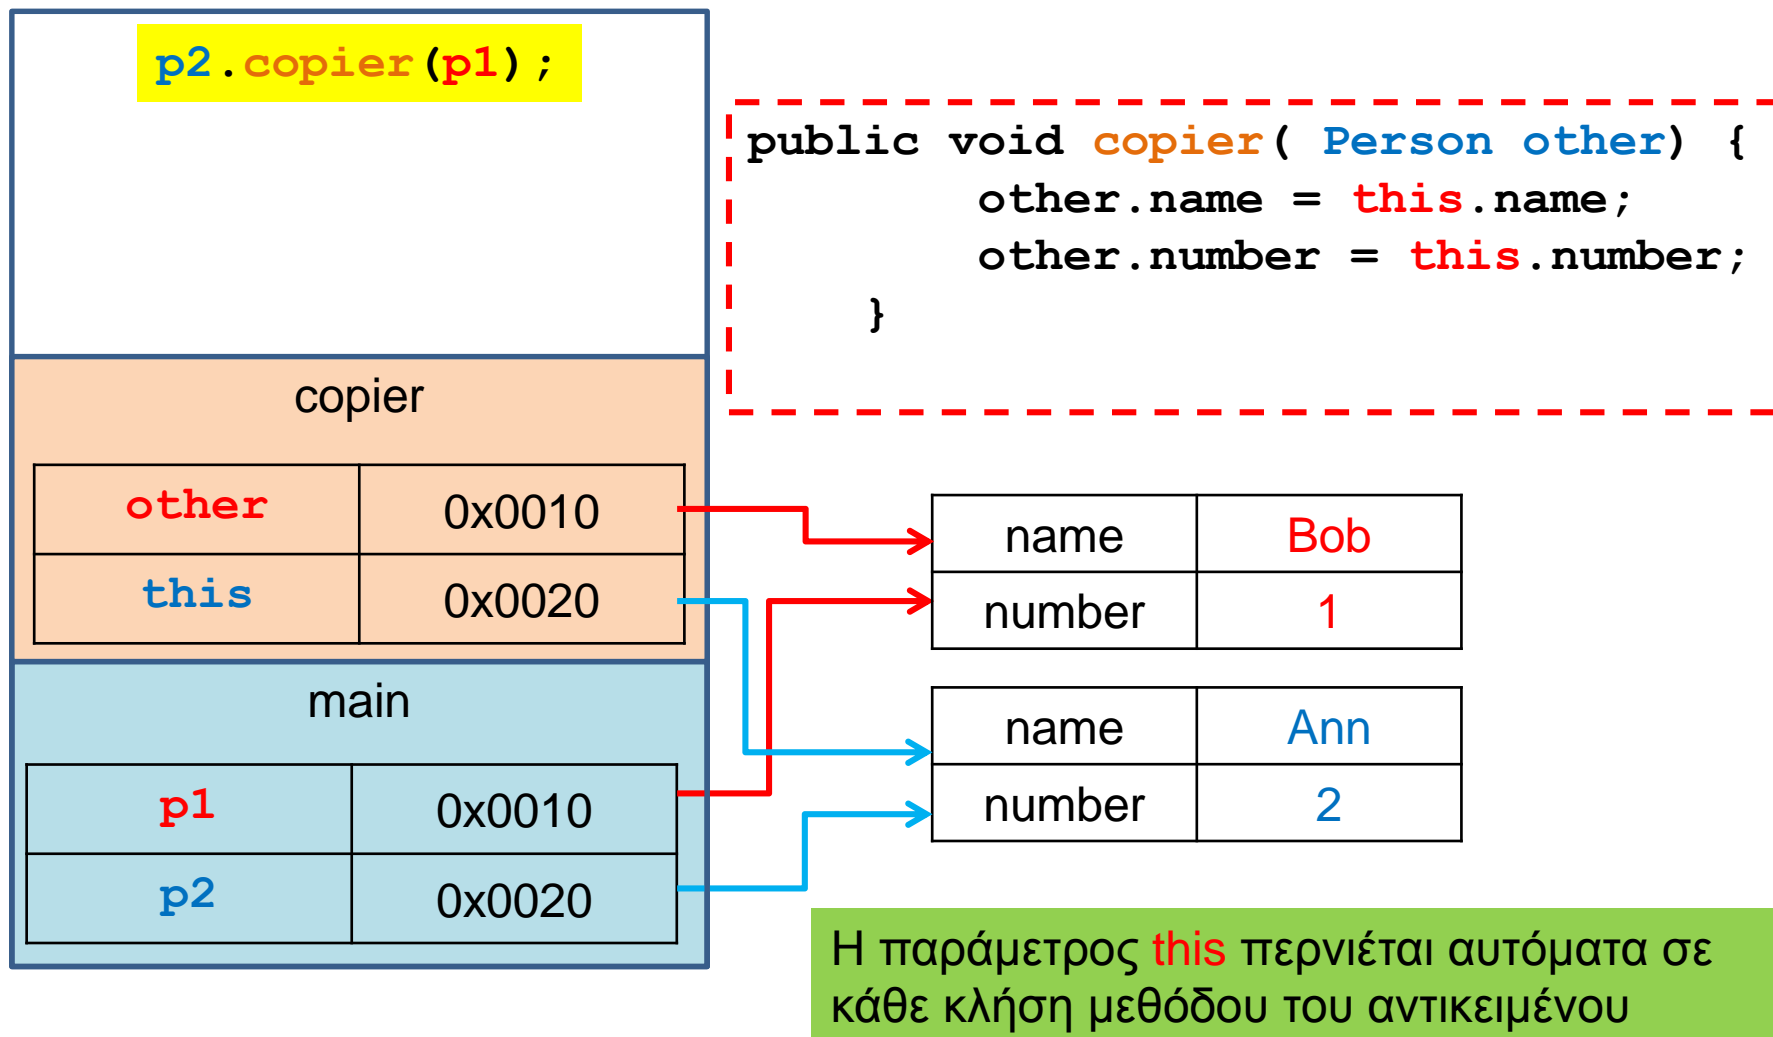 p2.copier(p1);
public void copier( Person other) {
other.name = this.name;
other.number = this.number;
}
copier
other 0x0010
this 0x0020
main
p1 0x0010
p2 0x0020
name Bob
number 1
name Ann
number 2
Η παράμετρος this περνιέται αυτόματα σε
κάθε κλήση μεθόδου του αντικειμένου